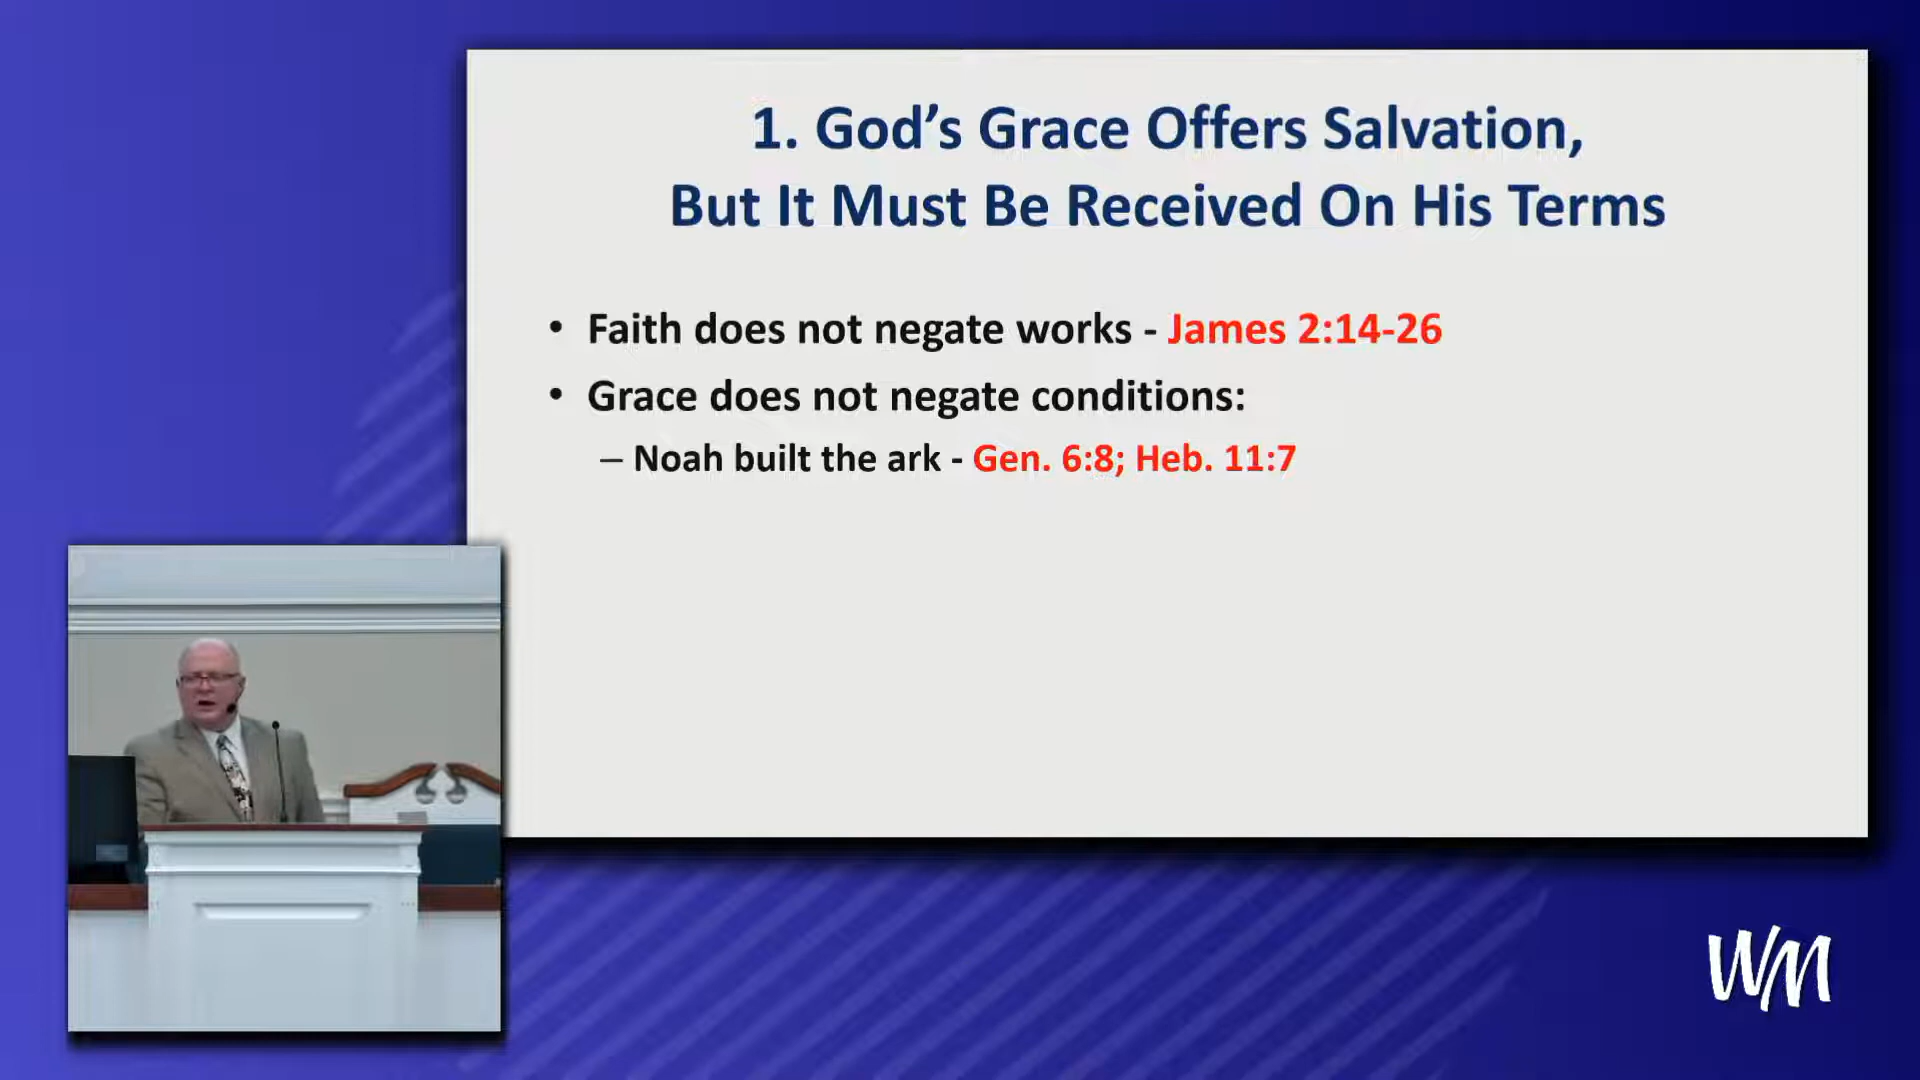 1. God’s Grace Offers Salvation,
But It Must Be Received On His Terms
• Faith does not negate works - James 2:14-26
• Grace does not negate conditions:
– Noah built the ark - Gen. 6:8; Heb. 11:7
WM